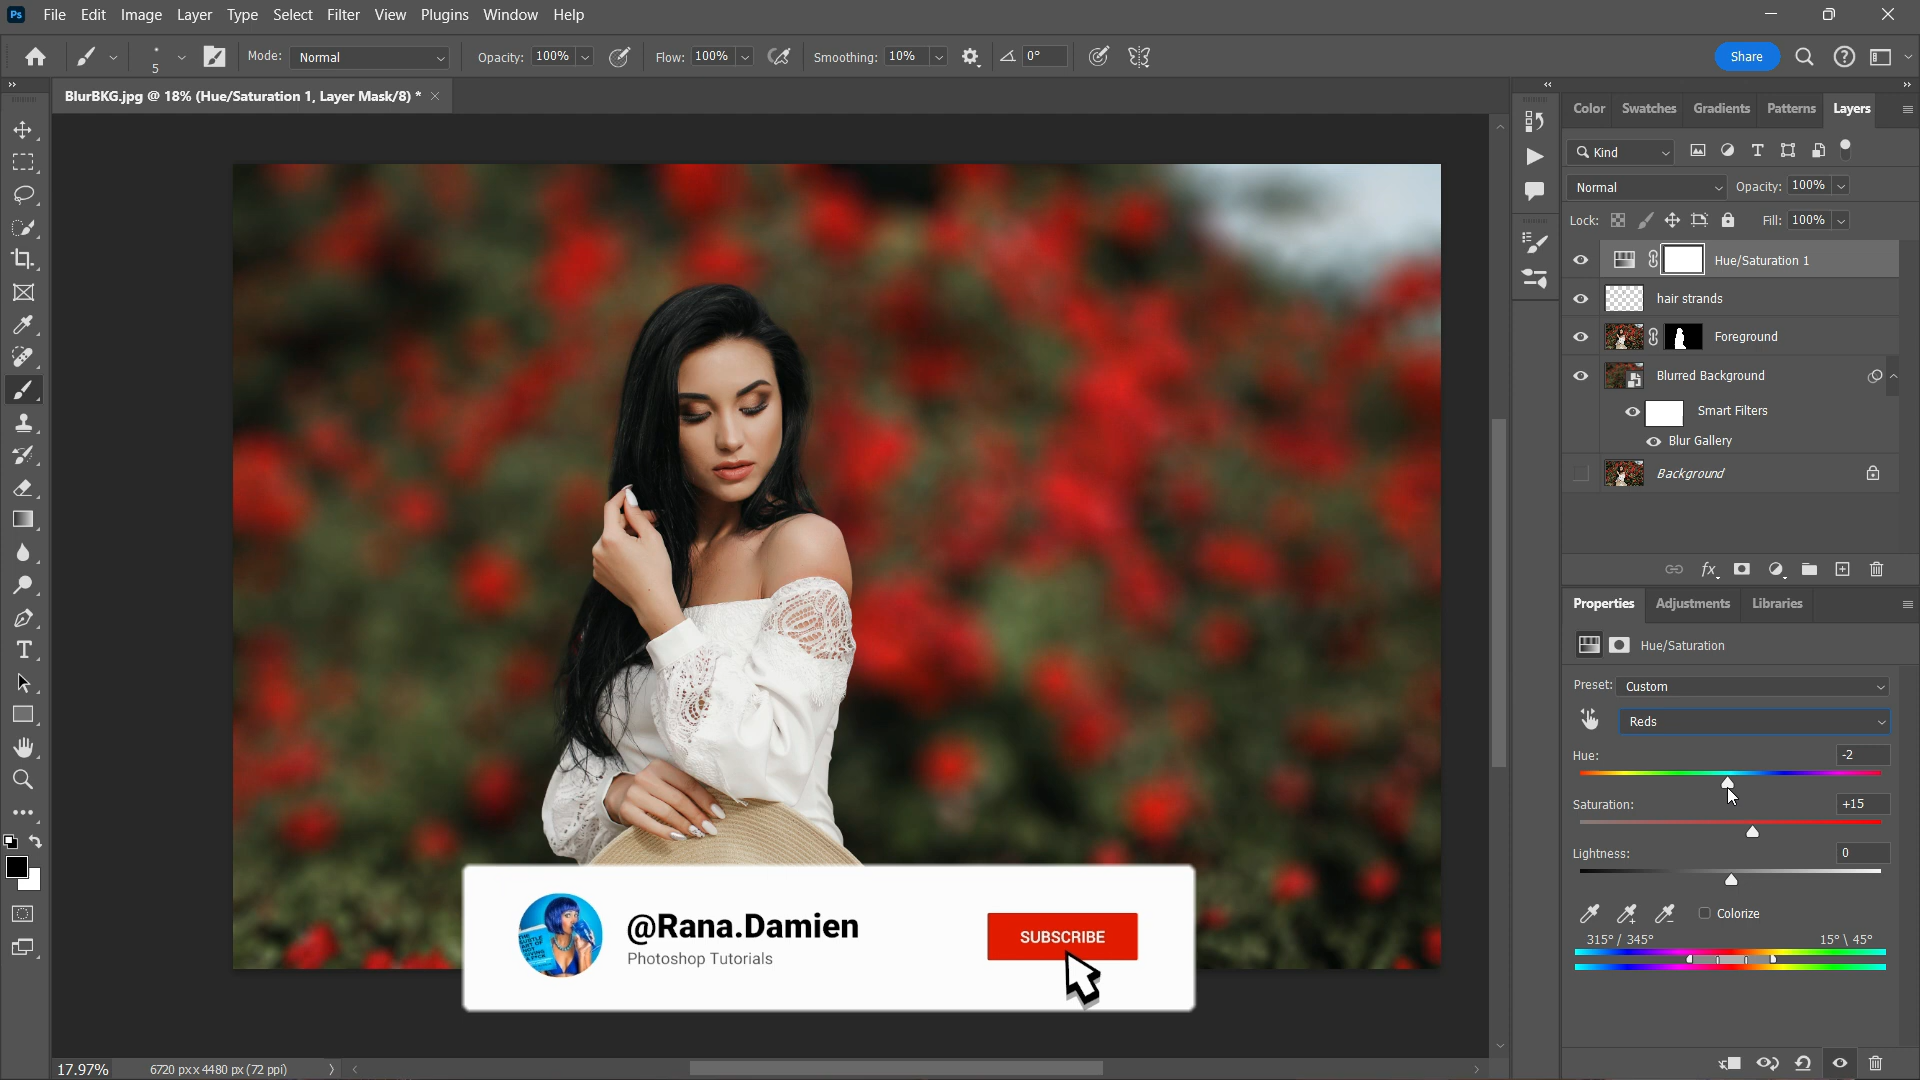 Ps File Edit Image Layer Type Select Filter View Plugins Window Help
5 Mode: Normal Opacity: 100% Flow: 100% Smoothing: 10% 0° Share
BlurBKG.jpg @ 18% (Hue/Saturation 1, Layer Mask/8) *
Color Swatches Gradients Patterns Layers
Kind
Normal Opacity: 100%
Lock: Fill: 100%
Hue/Saturation 1
hair strands
Foreground
Blurred Background
Smart Filters
Blur Gallery
Background
fx
Properties Adjustments Libraries
Hue/Saturation
Preset: Custom
Reds
Hue: -2
Saturation: +15
Lightness: 0
Colorize
315° / 345° 15° \ 45°
@Rana.Damien
Photoshop Tutorials
SUBSCRIBE
17.97% 6720 px x 4480 px (72 ppi)